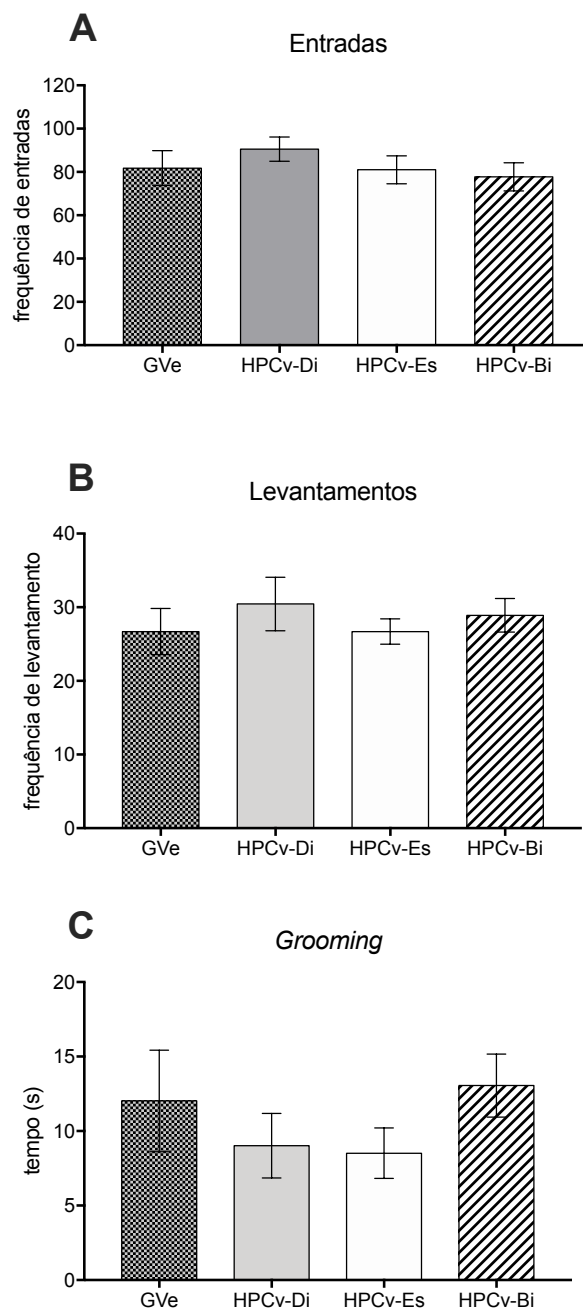 A
Entradas
frequência de entradas
120
100
80
60
40
20
0
GVe HPCv-Di HPCv-Es HPCv-Bi
B
Levantamentos
frequência de levantamento
40
30
20
10
0
GVe HPCv-Di HPCv-Es HPCv-Bi
C
Grooming
tempo (s)
20
15
10
5
0
GVe HPCv-Di HPCv-Es HPCv-Bi